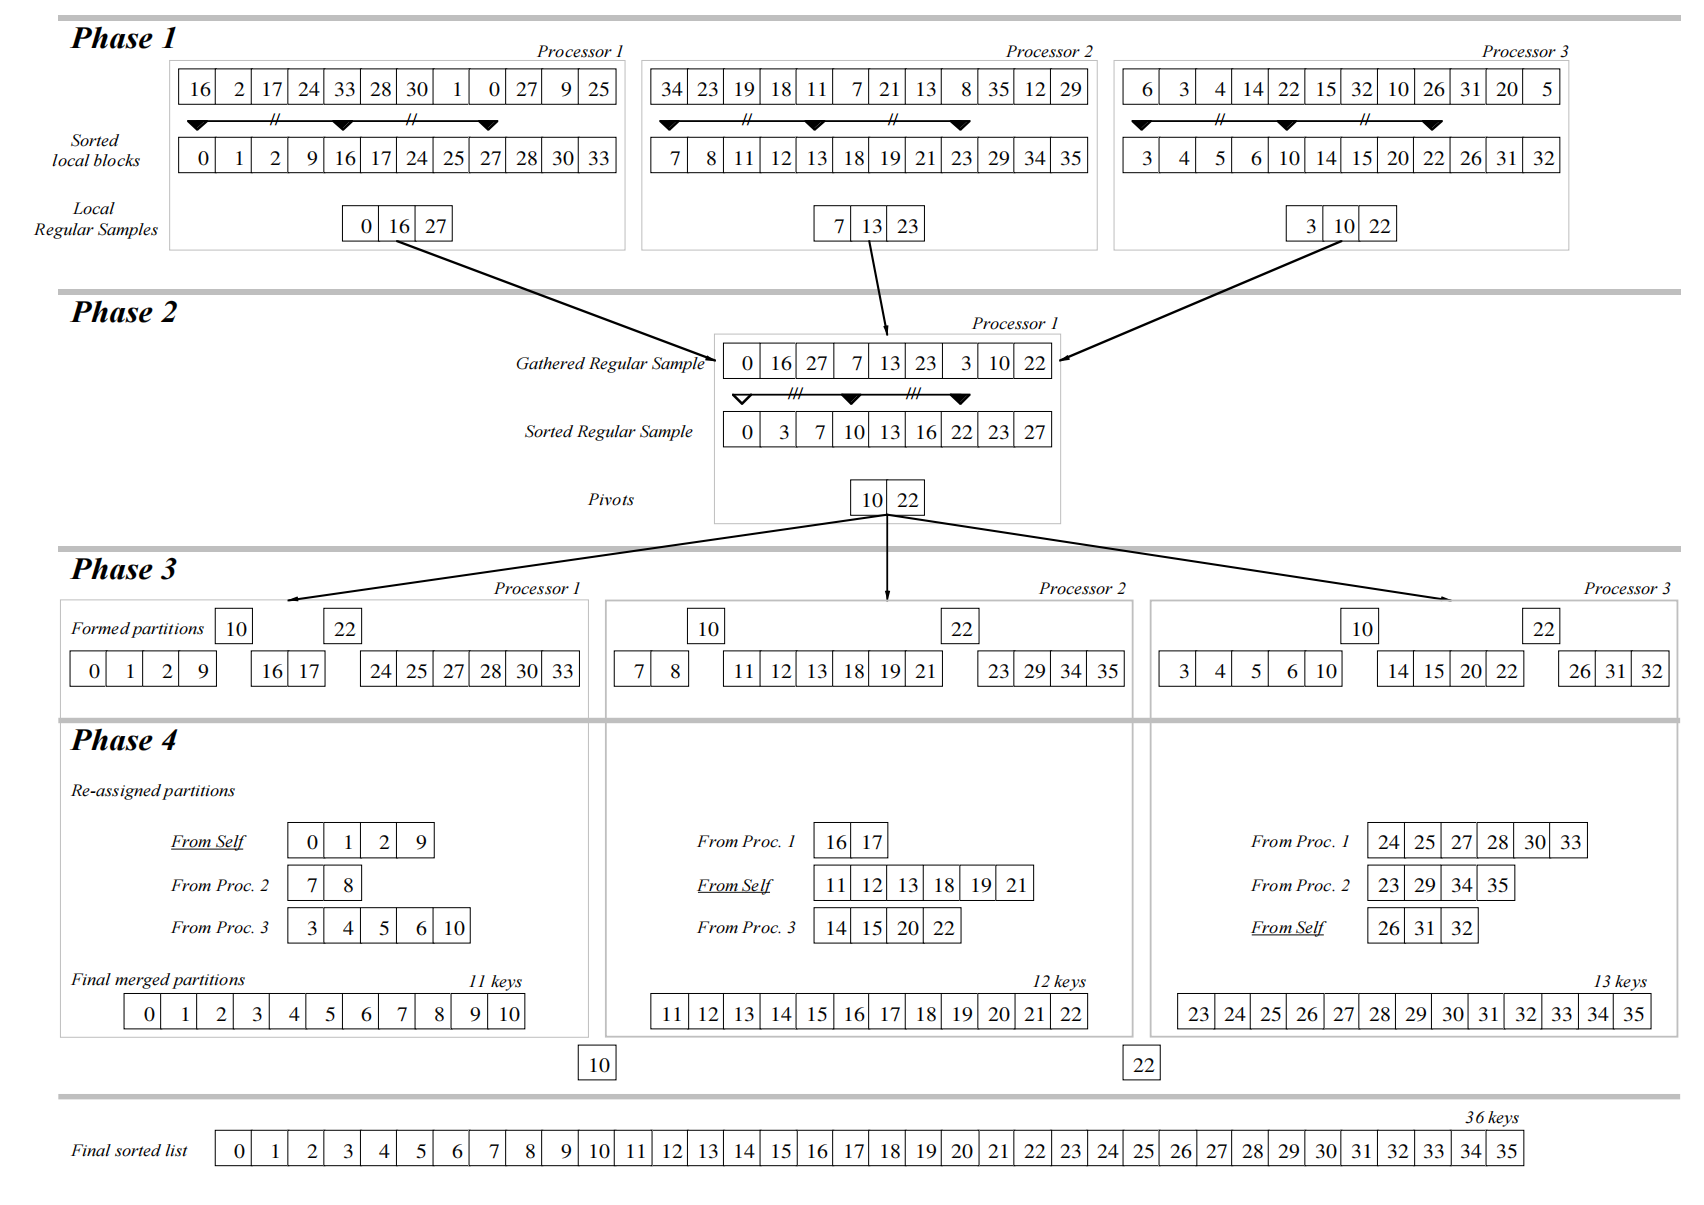 Phase 1
Processor 1 Processor 2 Processor 3
16 2 17 24 33 28 30 1 0 27 9 25 34 23 19 18 11 7 21 13 8 35 12 29 6 3 4 14 22 15 32 10 26 31 20 5
Sorted
local blocks
0 1 2 9 16 17 24 25 27 28 30 33 7 8 11 12 13 18 19 21 23 29 34 35 3 4 5 6 10 14 15 20 22 26 31 32
Local
Regular Samples
0 16 27 7 13 23 3 10 22
Phase 2
Processor 1
Gathered Regular Sample 0 16 27 7 13 23 3 10 22
Sorted Regular Sample 0 3 7 10 13 16 22 23 27
Pivots 10 22
Phase 3
Processor 1 Processor 2 Processor 3
Formed partitions 10 22 10 22 10 22
0 1 2 9 16 17 24 25 27 28 30 33 7 8 11 12 13 18 19 21 23 29 34 35 3 4 5 6 10 14 15 20 22 26 31 32
Phase 4
Re-assigned partitions
From Self 0 1 2 9 From Proc. 1 16 17 From Proc. 1 24 25 27 28 30 33
From Proc. 2 7 8 From Self 11 12 13 18 19 21 From Proc. 2 23 29 34 35
From Proc. 3 3 4 5 6 10 From Proc. 3 14 15 20 22 From Self 26 31 32
Final merged partitions 11 keys 12 keys 13 keys
0 1 2 3 4 5 6 7 8 9 10 11 12 13 14 15 16 17 18 19 20 21 22 23 24 25 26 27 28 29 30 31 32 33 34 35
10 22
36 keys
Final sorted list 0 1 2 3 4 5 6 7 8 9 10 11 12 13 14 15 16 17 18 19 20 21 22 23 24 25 26 27 28 29 30 31 32 33 34 35